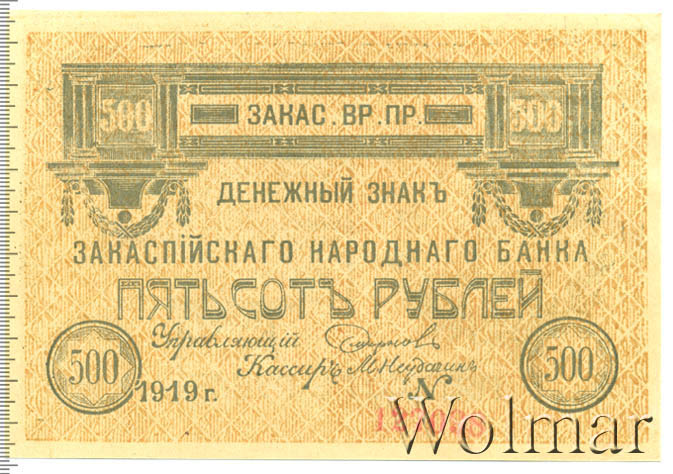 500 ЗАКАС. ВР. ПР. 500
ДЕНЕЖНЫЙ ЗНАКЪ
ЗАКАСПІЙСКАГО НАРОДНАГО БАНКА
ПЯТЬСОТЪ РУБЛЕЙ
Управляющій
Кассиръ
500 1919 г. N 500
Wolmar